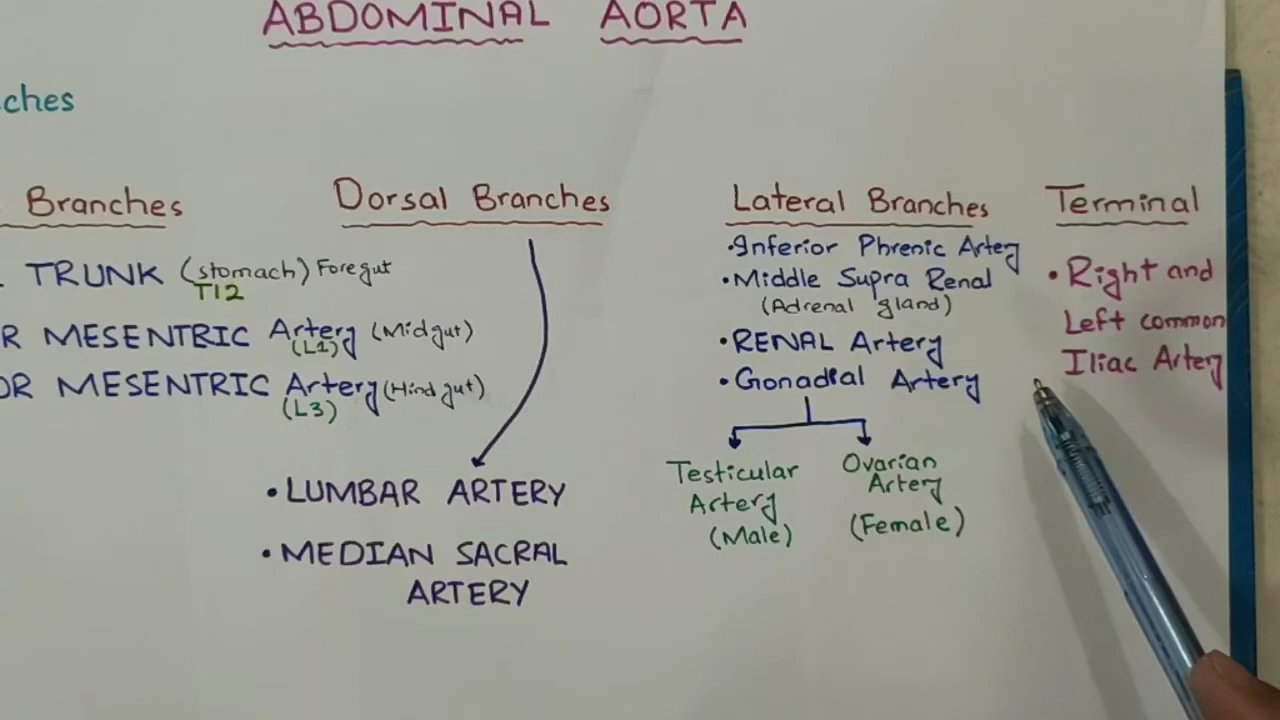 ABDOMINAL AORTA
ches
Branches
TRUNK (stomach) Foregut
T12
R MESENTRIC Artery (Midgut)
(L1)
OR MESENTRIC Artery (Hindgut)
(L3)
Dorsal Branches
• LUMBAR ARTERY
• MEDIAN SACRAL
ARTERY
Lateral Branches
• Inferior Phrenic Artery
• Middle Supra Renal
(Adrenal gland)
• RENAL Artery
• Gonadial Artery
Testicular
Artery
(Male)
Ovarian
Artery
(Female)
Terminal
• Right and
Left common
Iliac Artery